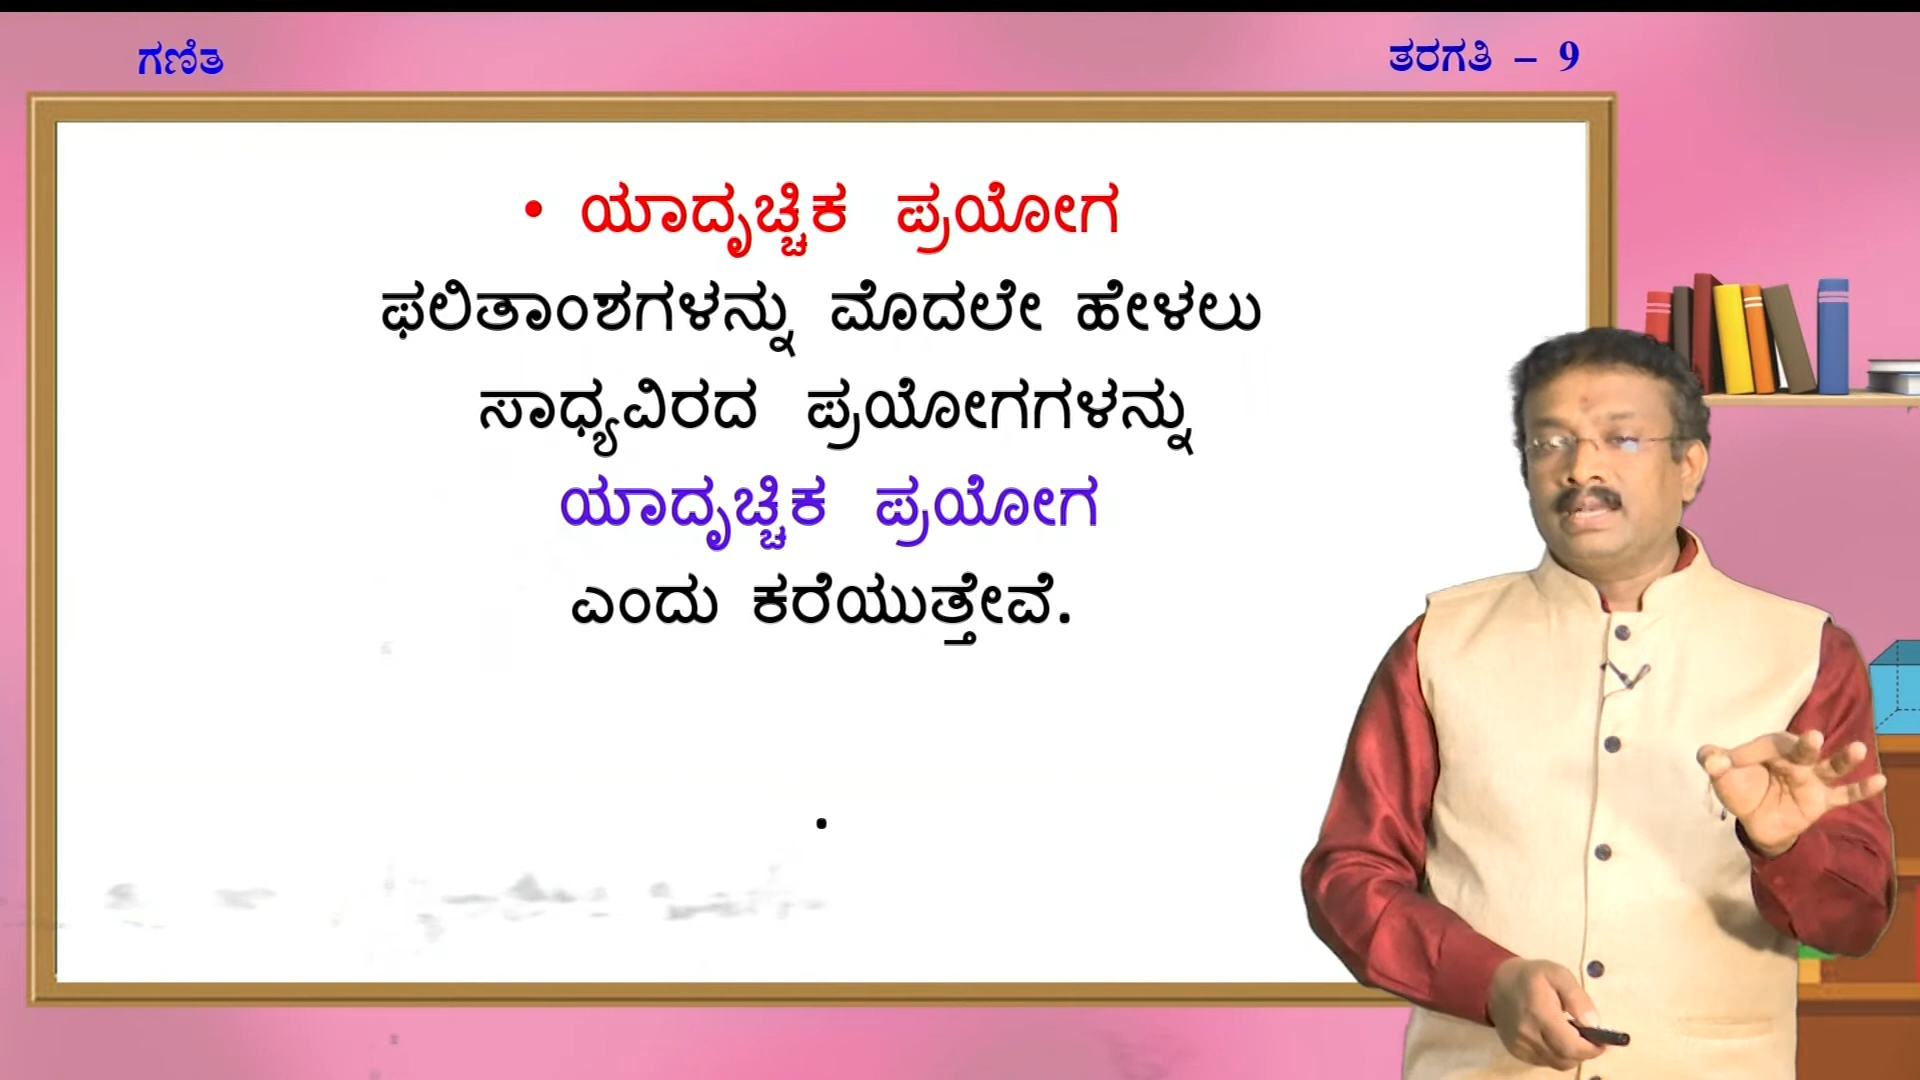 ಗಣಿತ
ತರಗತಿ – 9
• ಯಾದೃಚ್ಚಿಕ ಪ್ರಯೋಗ
ಫಲಿತಾಂಶಗಳನ್ನು ಮೊದಲೇ ಹೇಳಲು
ಸಾಧ್ಯವಿರದ ಪ್ರಯೋಗಗಳನ್ನು
ಯಾದೃಚ್ಚಿಕ ಪ್ರಯೋಗ
ಎಂದು ಕರೆಯುತ್ತೇವೆ.
.